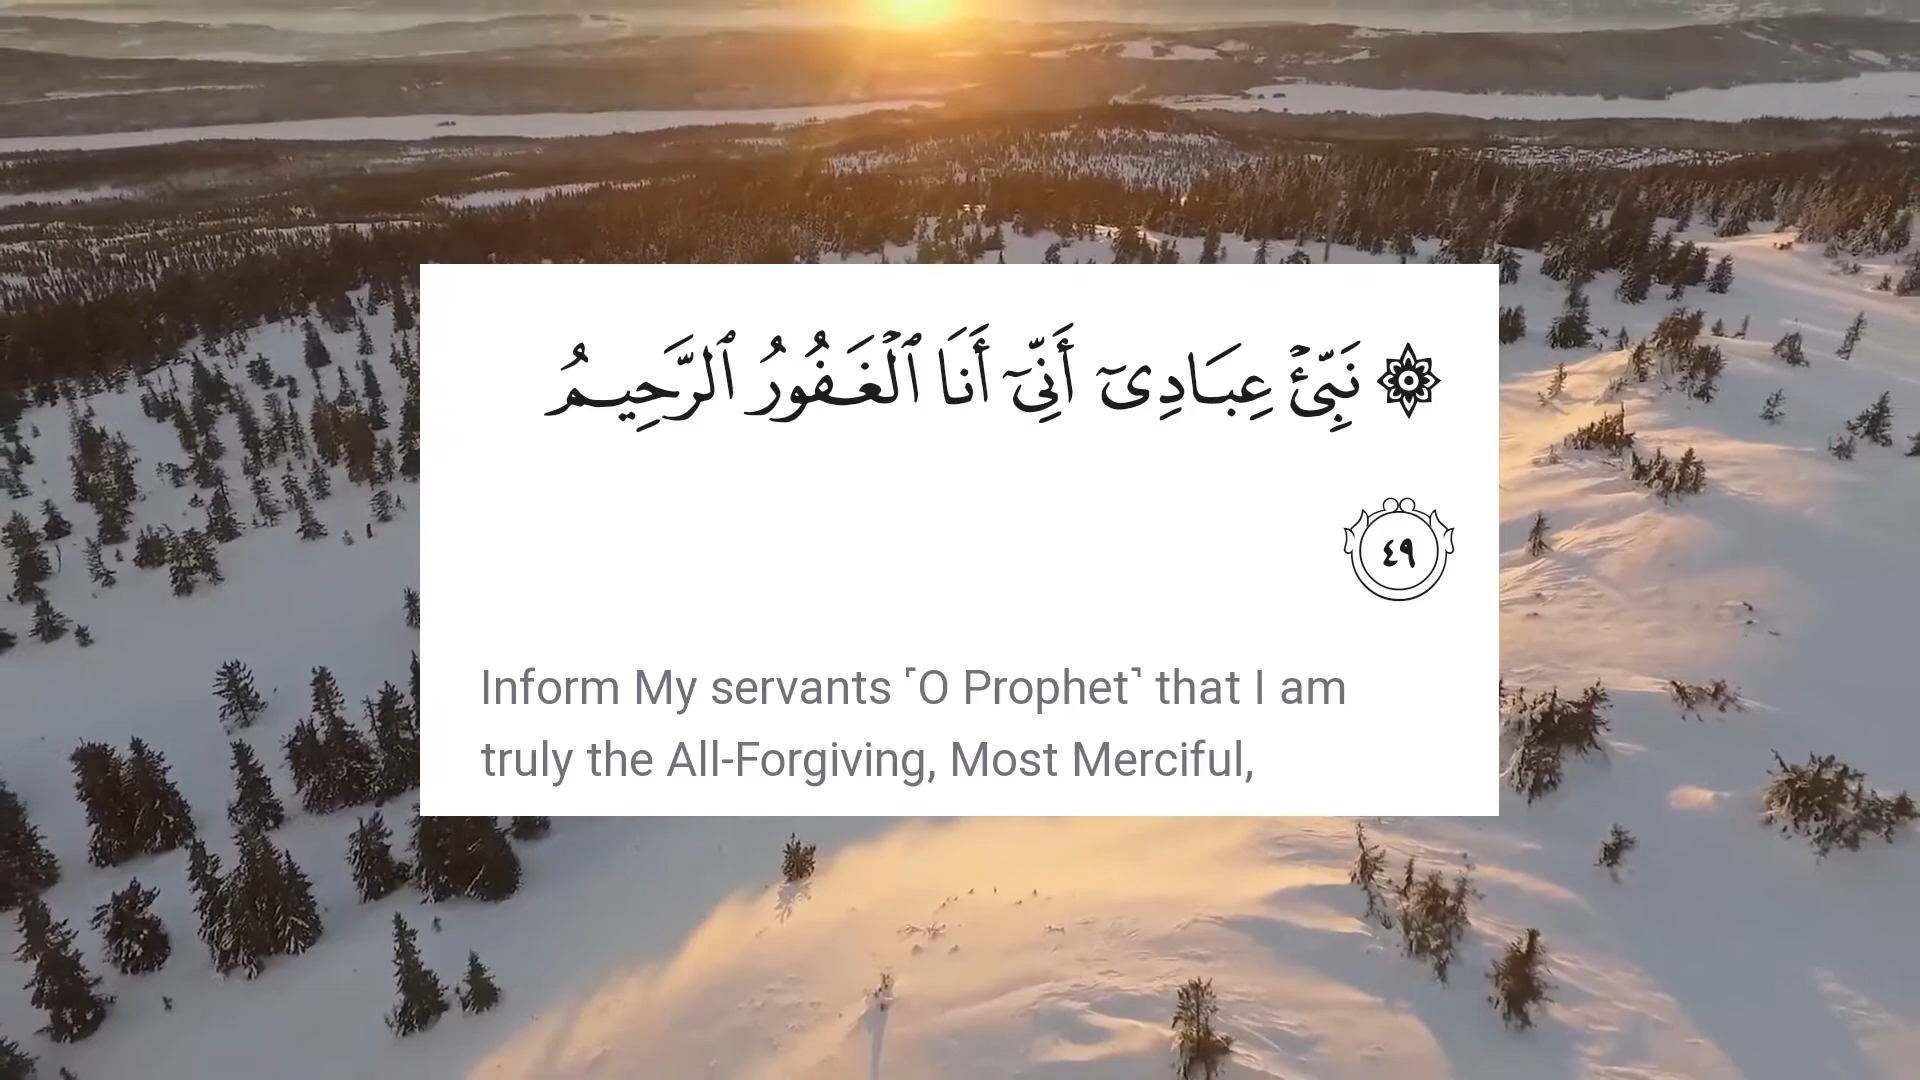 ۞ نَبِّئۡ عِبَادِىٓ أَنِّىٓ أَنَا ٱلۡغَفُورُ ٱلرَّحِيمُ
٤٩
Inform My servants ˹O Prophet˺ that I am
truly the All-Forgiving, Most Merciful,